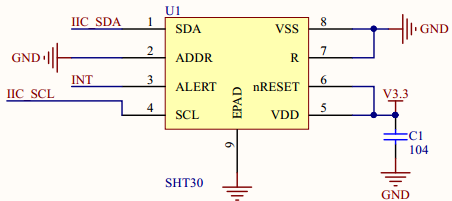 U1
IIC_SDA 1 SDA VSS 8 GND
GND 2 ADDR R 7
INT 3 ALERT nRESET 6 V3.3
IIC_SCL 4 SCL EPAD VDD 5
C1
104
9
SHT30
GND